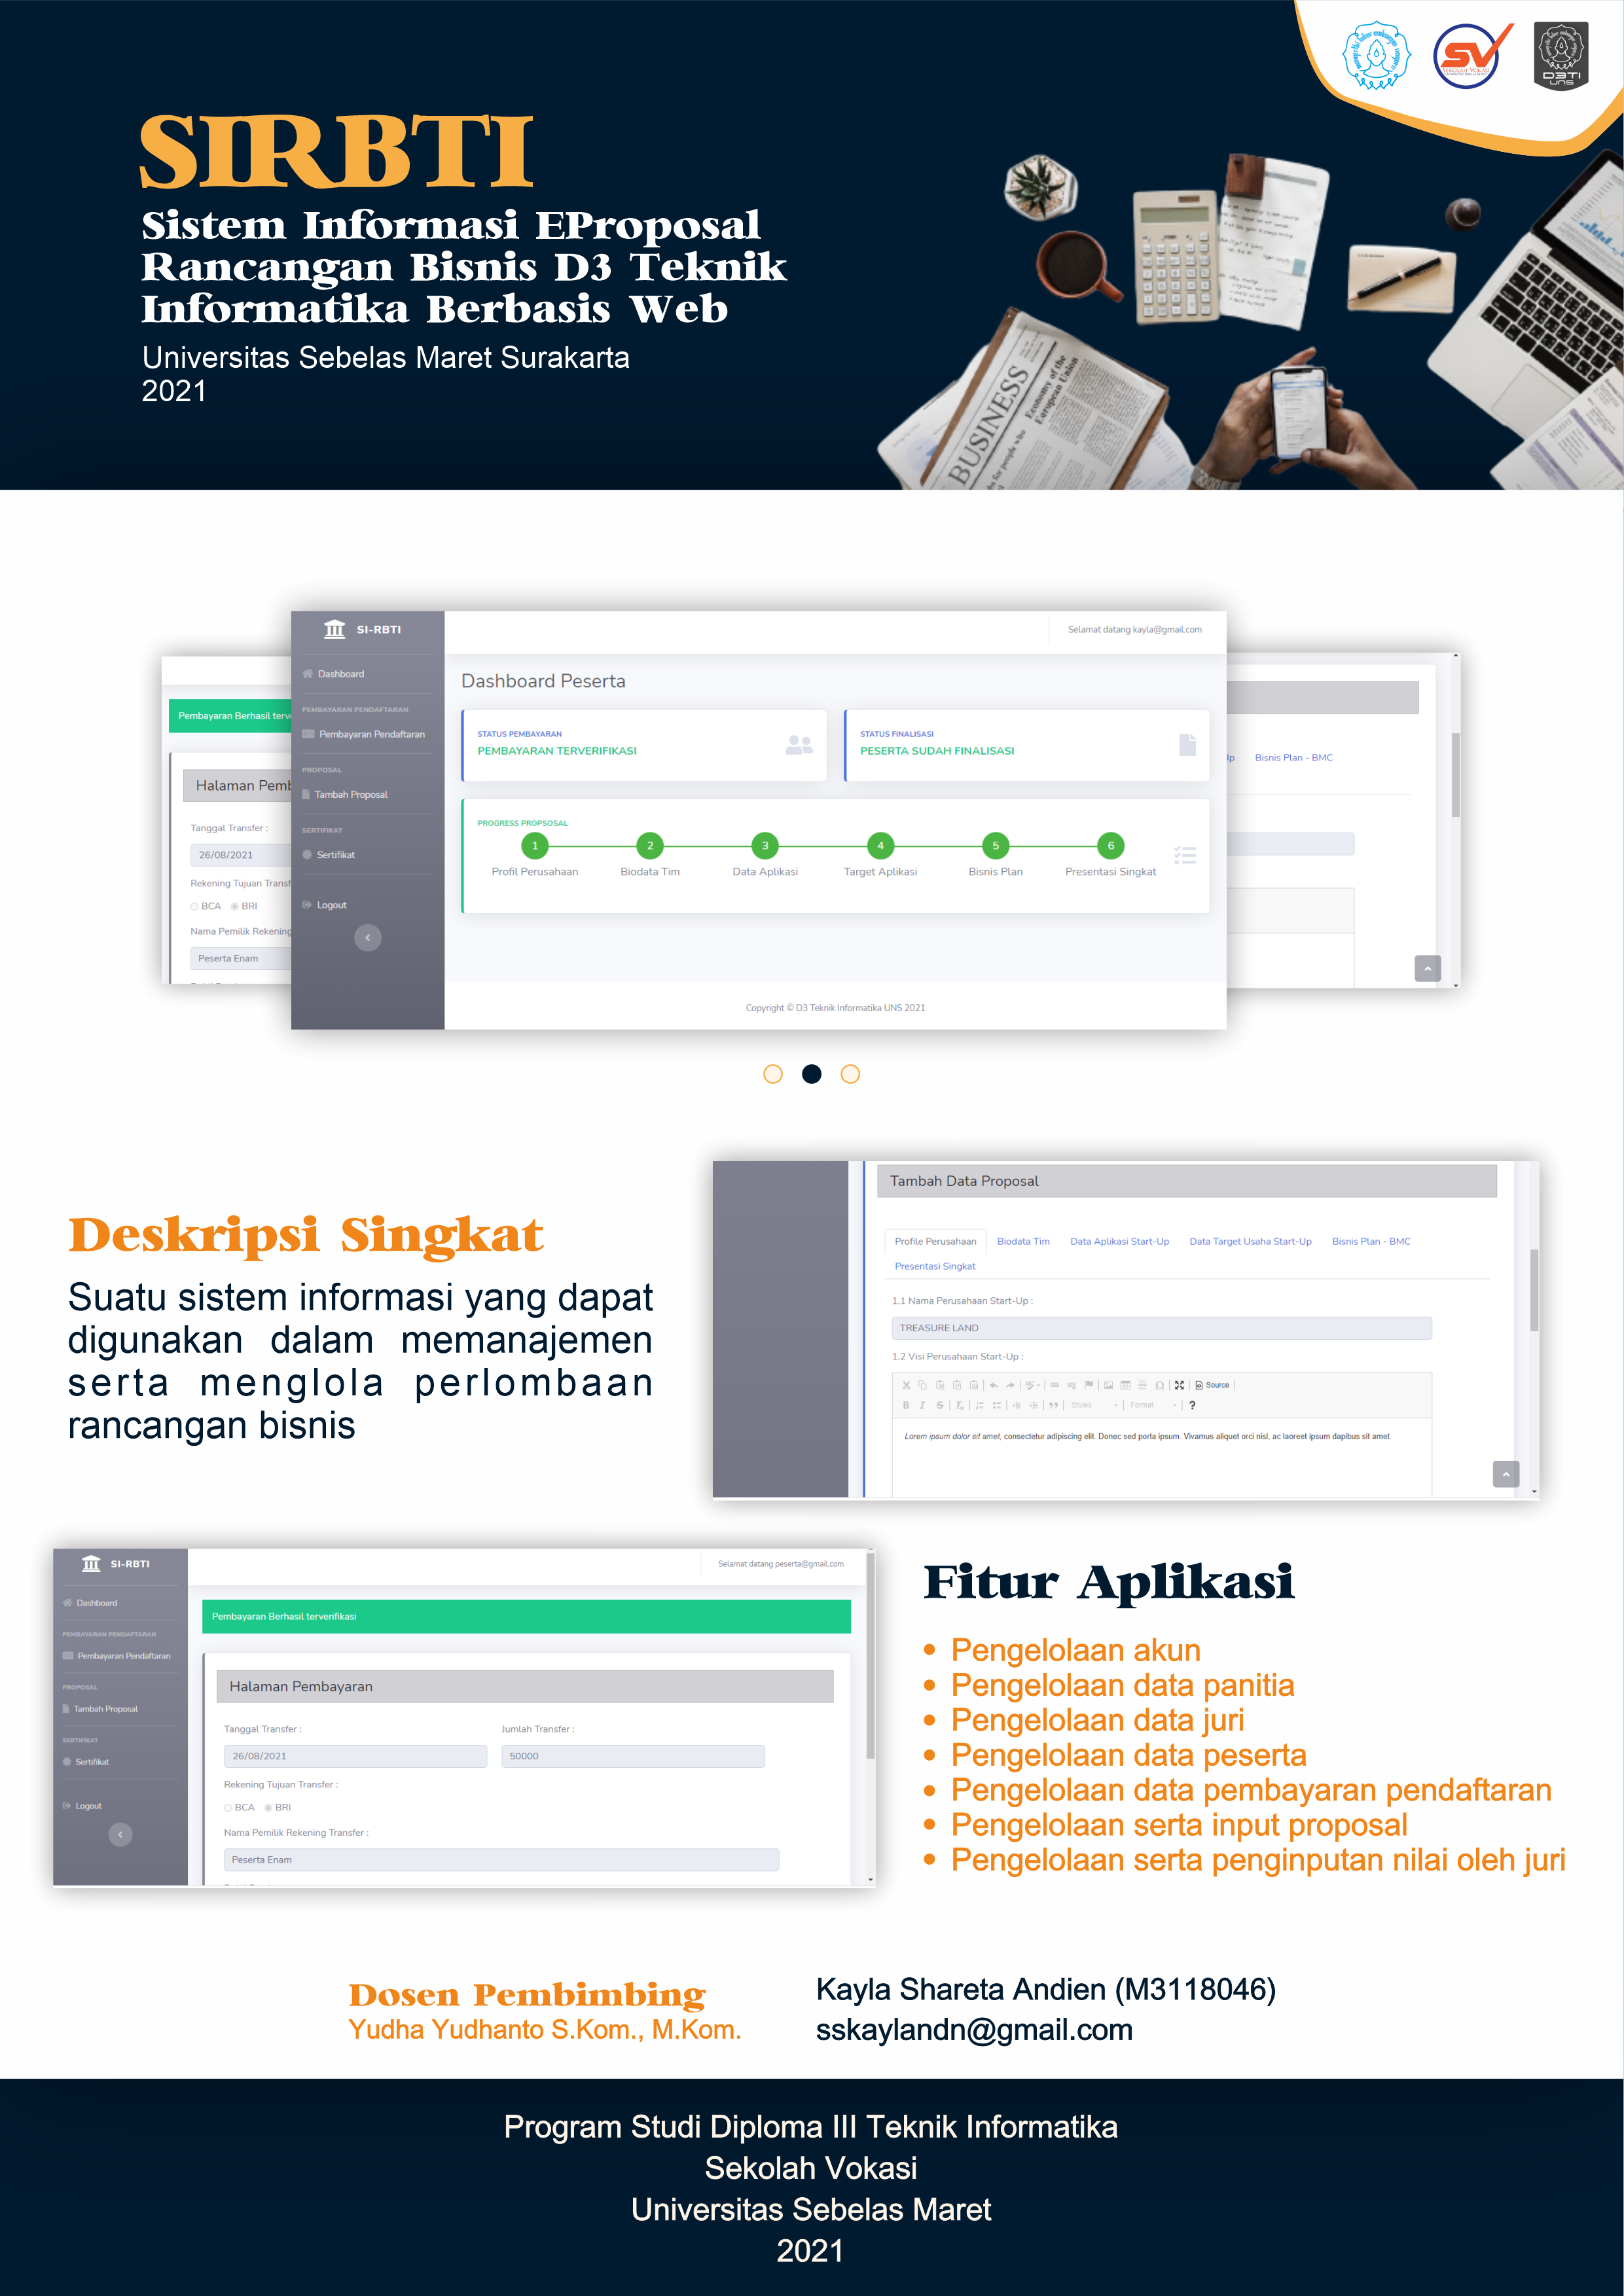 SV
SEKOLAH VOKASI
D3TI
UNS
SIRBTI
Sistem Informasi EProposal
Rancangan Bisnis D3 Teknik
Informatika Berbasis Web
Universitas Sebelas Maret Surakarta
2021
BUSINESS
Economy of the
European Union
Pembayaran Berhasil terv
Halaman Pemb
Tanggal Transfer :
26/08/2021
Rekening Tujuan Transf
BCA BRI
Nama Pemilik Rekening
Peserta Enam
SI-RBTI
Selamat datang kayla@gmail.com
Dashboard
PEMBAYARAN PENDAFTARAN
Pembayaran Pendaftaran
PROPOSAL
Tambah Proposal
SERTIFIKAT
Sertifikat
Logout
Dashboard Peserta
STATUS PEMBAYARAN
PEMBAYARAN TERVERIFIKASI
STATUS FINALISASI
PESERTA SUDAH FINALISASI
PROGRESS PROPSOSAL
1 2 3 4 5 6
Profil Perusahaan Biodata Tim Data Aplikasi Target Aplikasi Bisnis Plan Presentasi Singkat
Copyright © D3 Teknik Informatika UNS 2021
Up Bisnis Plan - BMC
Deskripsi Singkat
Suatu sistem informasi yang dapat
digunakan dalam memanajemen
serta menglola perlombaan
rancangan bisnis
Tambah Data Proposal
Profile Perusahaan Biodata Tim Data Aplikasi Start-Up Data Target Usaha Start-Up Bisnis Plan - BMC
Presentasi Singkat
1.1 Nama Perusahaan Start-Up :
TREASURE LAND
1.2 Visi Perusahaan Start-Up :
Source
B I S Styles Format ?
Lorem ipsum dolor sit amet, consectetur adipiscing elit. Donec sed porta ipsum. Vivamus aliquet orci nisl, ac laoreet ipsum dapibus sit amet.
SI-RBTI
Selamat datang peserta@gmail.com
Dashboard
PEMBAYARAN PENDAFTARAN
Pembayaran Pendaftaran
PROPOSAL
Tambah Proposal
SERTIFIKAT
Sertifikat
Logout
Pembayaran Berhasil terverifikasi
Halaman Pembayaran
Tanggal Transfer : Jumlah Transfer :
26/08/2021 50000
Rekening Tujuan Transfer :
BCA BRI
Nama Pemilik Rekening Transfer :
Peserta Enam
Fitur Aplikasi
• Pengelolaan akun
• Pengelolaan data panitia
• Pengelolaan data juri
• Pengelolaan data peserta
• Pengelolaan data pembayaran pendaftaran
• Pengelolaan serta input proposal
• Pengelolaan serta penginputan nilai oleh juri
Dosen Pembimbing
Yudha Yudhanto S.Kom., M.Kom.
Kayla Shareta Andien (M3118046)
sskaylandn@gmail.com
Program Studi Diploma III Teknik Informatika
Sekolah Vokasi
Universitas Sebelas Maret
2021